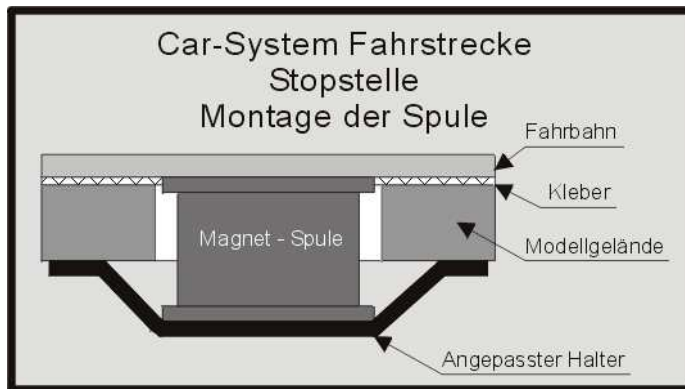 Car-System Fahrstrecke
Stopstelle
Montage der Spule
Fahrbahn
Kleber
Magnet - Spule
Modellgelände
Angepasster Halter